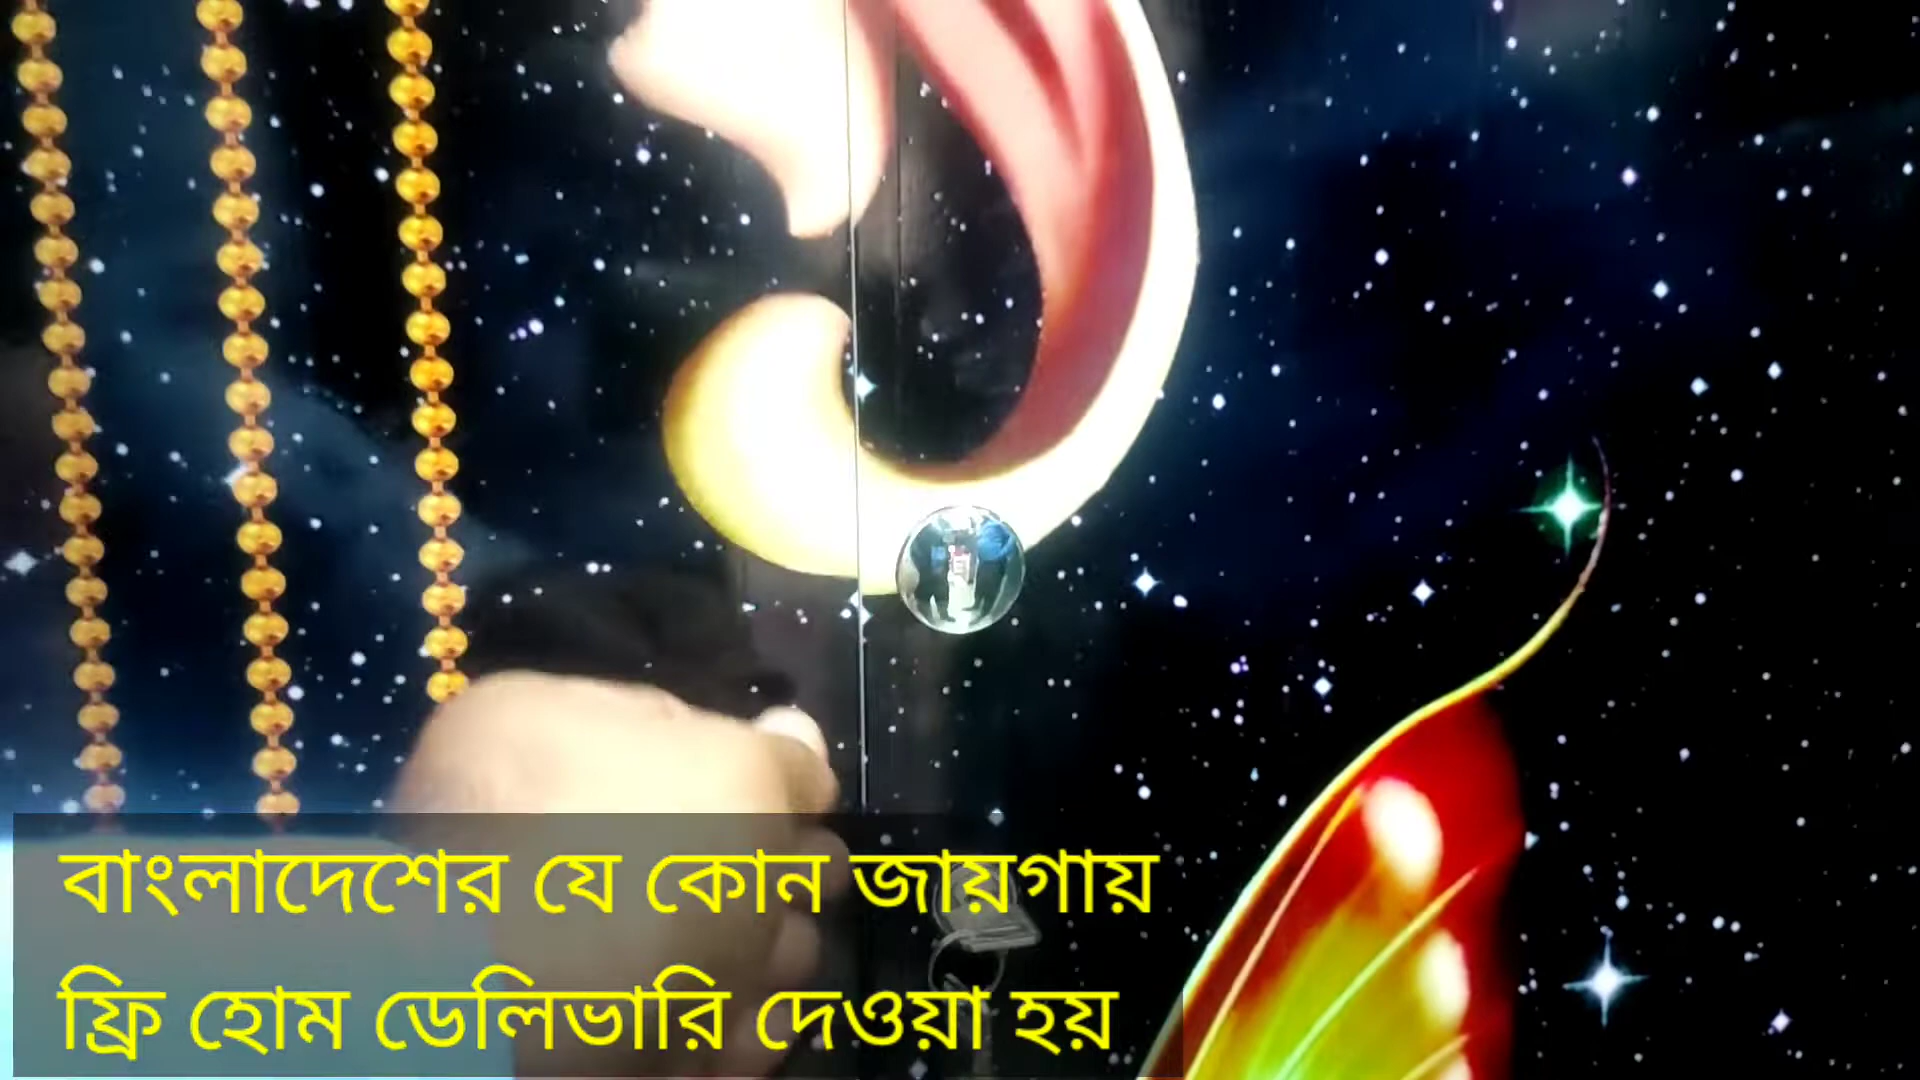 বাংলাদেশের যে কোন জায়গায়
ফ্রি হোম ডেলিভারি দেওয়া হয়